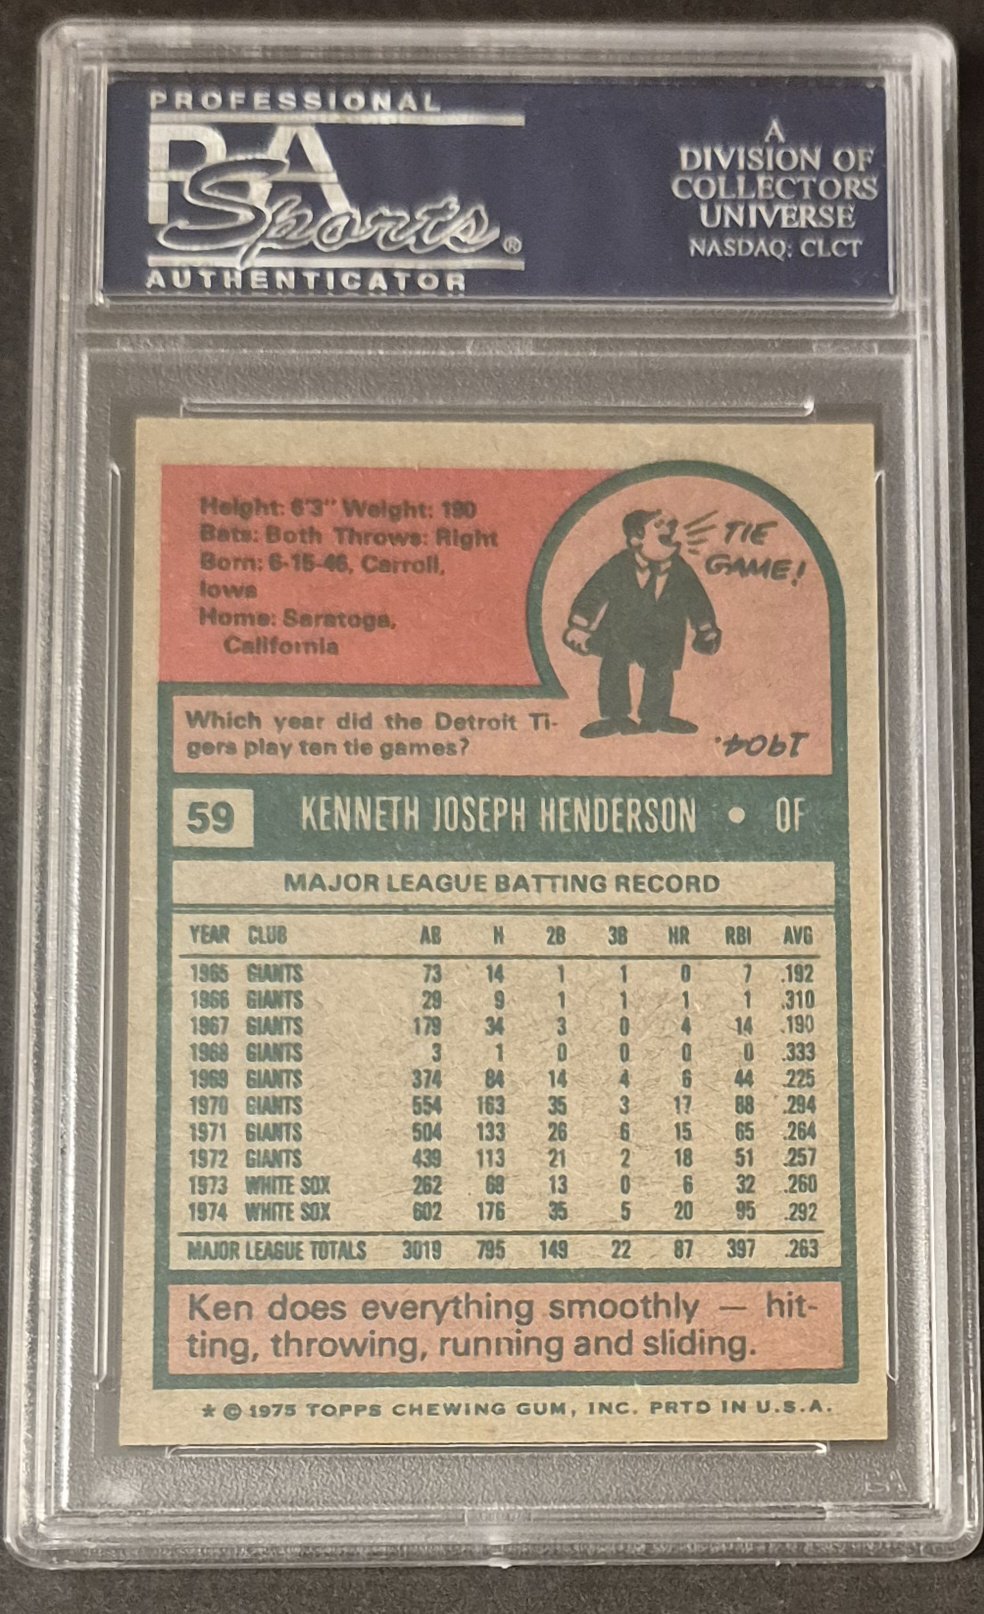 PROFESSIONAL
PSA
Sports®
AUTHENTICATOR
A
DIVISION OF
COLLECTORS
UNIVERSE
NASDAQ: CLCT
Height: 6'3" Weight: 190
Bats: Both Throws: Right
Born: 6-15-46, Carroll,
Iowa
Home: Saratoga,
California
TIE
GAME!
Which year did the Detroit Ti-
gers play ten tie games?
1904.
59 KENNETH JOSEPH HENDERSON • OF
MAJOR LEAGUE BATTING RECORD
YEAR CLUB AB H 2B 3B HR RBI AVG
1965 GIANTS 73 14 1 1 0 7 .192
1966 GIANTS 29 9 1 1 1 1 .310
1967 GIANTS 179 34 3 0 4 14 .190
1968 GIANTS 3 1 0 0 0 0 .333
1969 GIANTS 374 84 14 4 6 44 .225
1970 GIANTS 554 163 35 3 17 88 .294
1971 GIANTS 504 133 26 6 15 65 .264
1972 GIANTS 439 113 21 2 18 51 .257
1973 WHITE SOX 262 68 13 0 6 32 .260
1974 WHITE SOX 602 176 35 5 20 95 .292
MAJOR LEAGUE TOTALS 3019 795 149 22 87 397 .263
Ken does everything smoothly — hit-
ting, throwing, running and sliding.
* © 1975 TOPPS CHEWING GUM, INC. PRTD IN U.S.A.